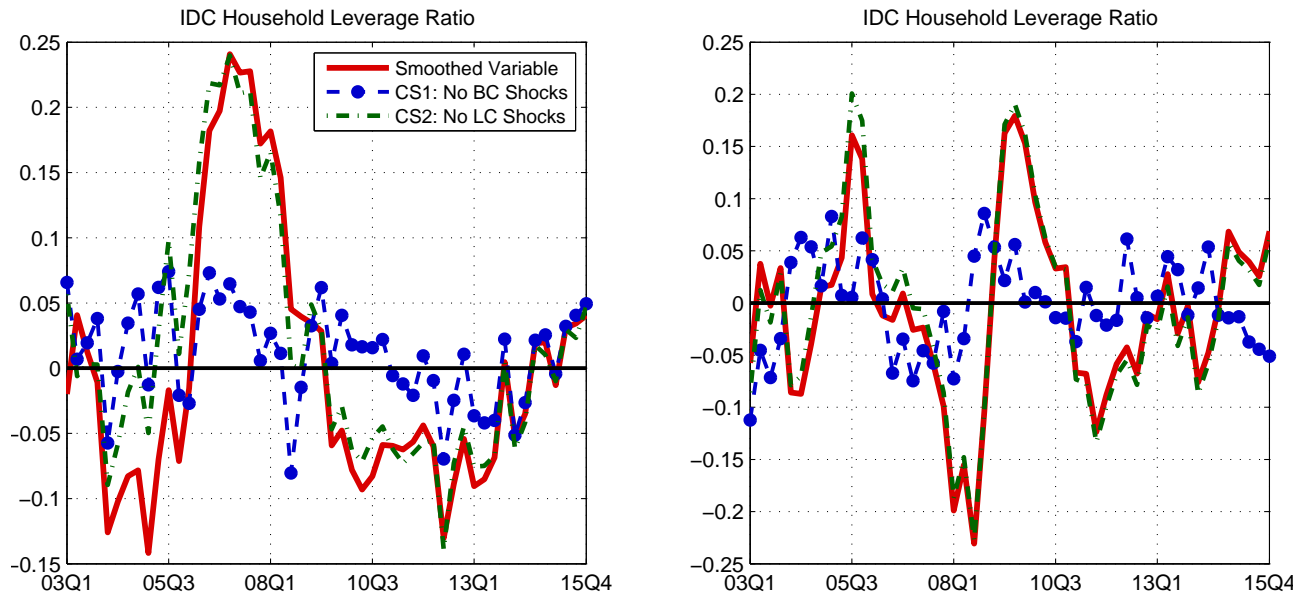 IDC Household Leverage Ratio
0.25
0.2
0.15
0.1
0.05
0
−0.05
−0.1
−0.15
03Q1 05Q3 08Q1 10Q3 13Q1 15Q4
Smoothed Variable
CS1: No BC Shocks
CS2: No LC Shocks
IDC Household Leverage Ratio
0.25
0.2
0.15
0.1
0.05
0
−0.05
−0.1
−0.15
−0.2
−0.25
03Q1 05Q3 08Q1 10Q3 13Q1 15Q4